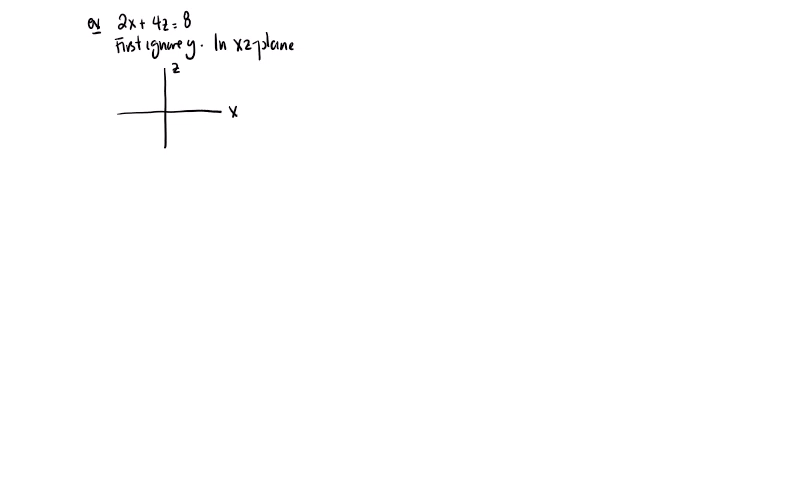 ex 2x + 4z = 8
First ignore y. In xz-plane
z
x